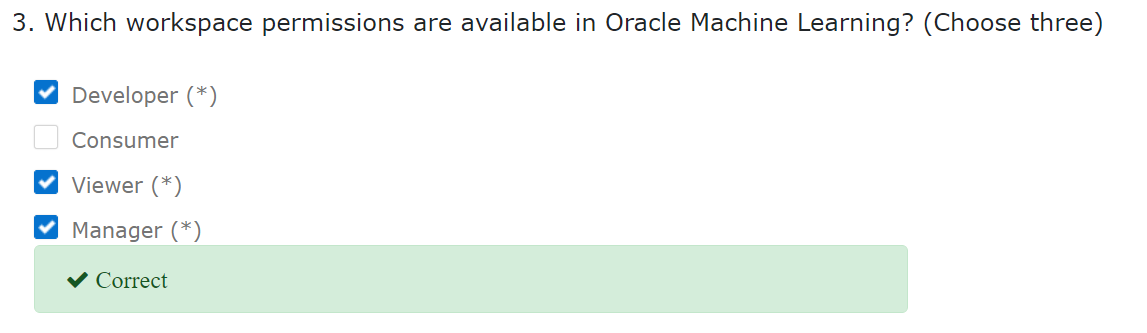 3. Which workspace permissions are available in Oracle Machine Learning? (Choose three)
Developer (*)
Consumer
Viewer (*)
Manager (*)
Correct